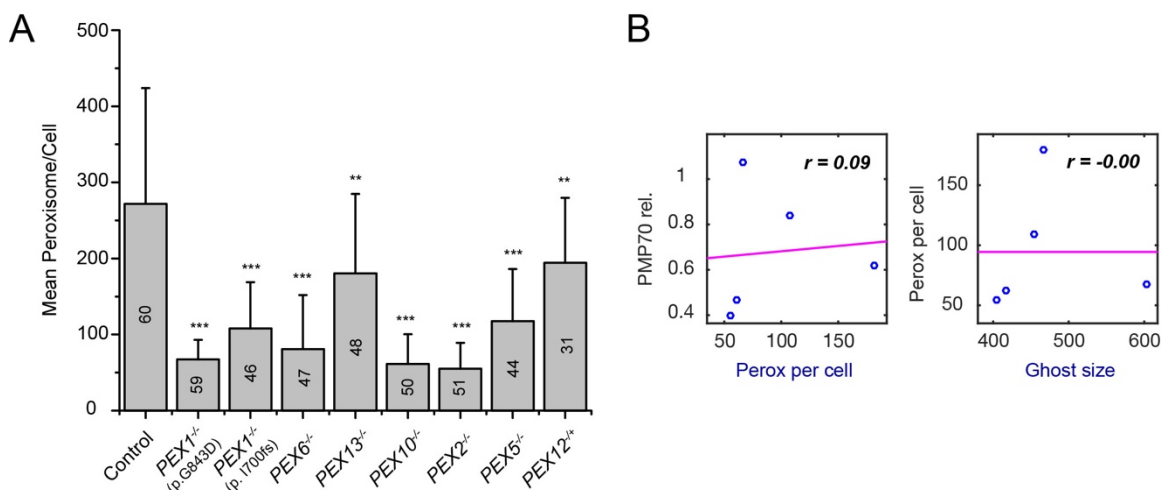 A
500
400
300
200
100
0
Mean Peroxisome/Cell
60
59
46
47
48
50
51
44
31
***
***
***
**
***
***
***
**
Control
PEX1-/-
(p.G843D)
PEX1-/-
(p. I700fs)
PEX6-/-
PEX13-/-
PEX10-/-
PEX2-/-
PEX5-/-
PEX12-/+
B
r = 0.09
1
0.8
0.6
0.4
PMP70 rel.
50 100 150
Perox per cell
r = -0.00
150
100
50
Perox per cell
400 500 600
Ghost size